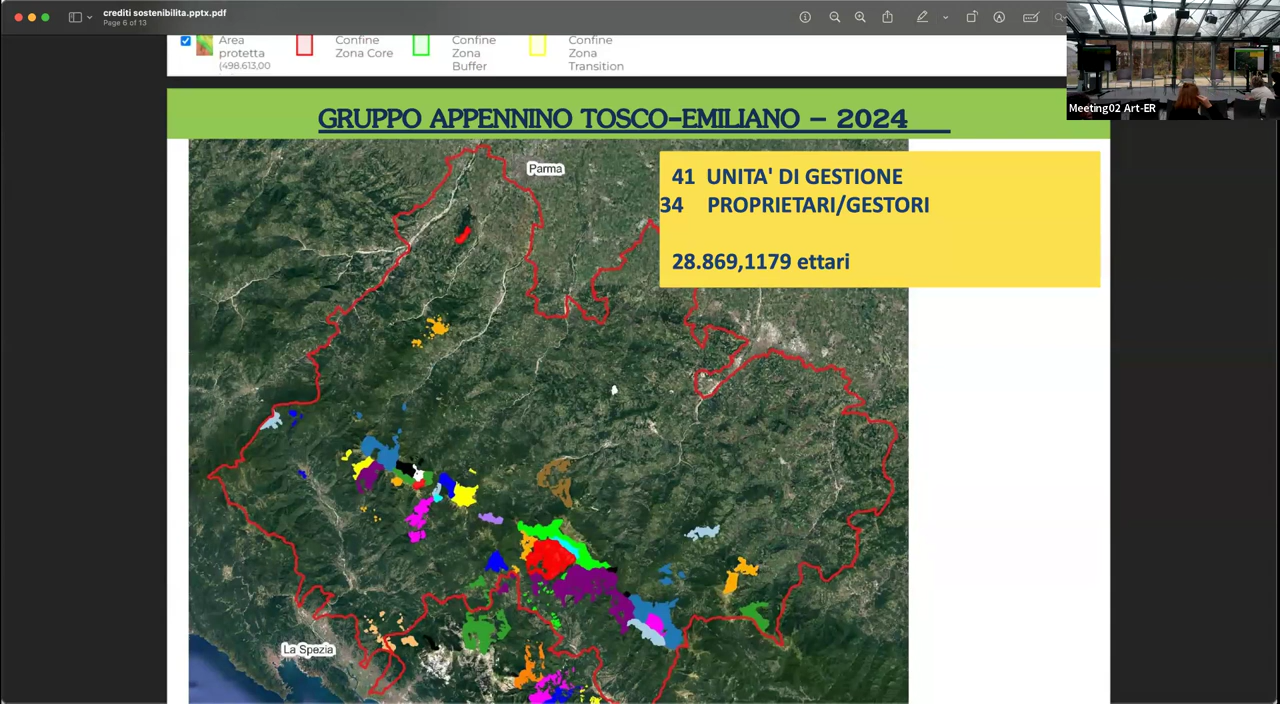 crediti sostenibilita.pptx.pdf
Page 6 of 13
Area
protetta
(498.613,00
Confine
Zona Core
Confine
Zona
Buffer
Confine
Zona
Transition
Meeting02 Art-ER
GRUPPO APPENNINO TOSCO-EMILIANO – 2024
41 UNITA' DI GESTIONE
34 PROPRIETARI/GESTORI
28.869,1179 ettari
Parma
La Spezia